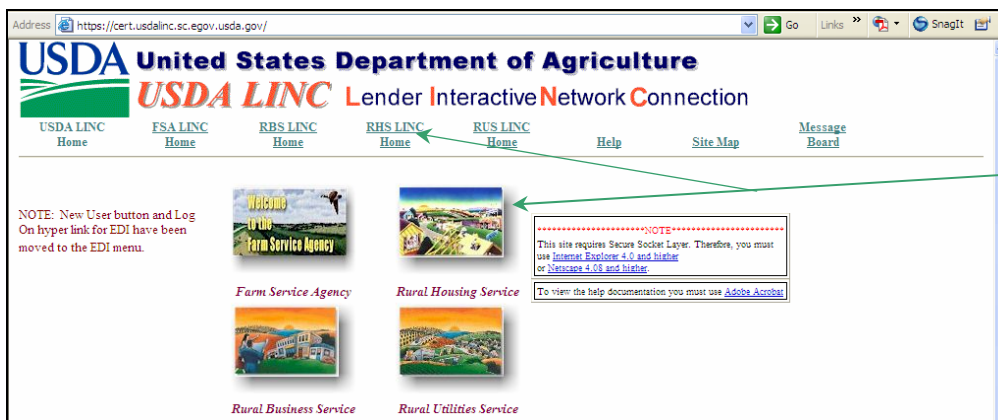 Address https://cert.usdalinc.sc.egov.usda.gov/ Go Links » SnagIt
USDA United States Department of Agriculture
USDA LINC Lender Interactive Network Connection
USDA LINC Home
FSA LINC Home
RBS LINC Home
RHS LINC Home
RUS LINC Home
Help
Site Map
Message Board
NOTE: New User button and Log
On hyper link for EDI have been
moved to the EDI menu.
Welcome
to the
Farm Service Agency
Farm Service Agency
Rural Housing Service
***********************NOTE***********************
This site requires Secure Socket Layer. Therefore, you must
use Internet Explorer 4.0 and higher
or Netscape 4.08 and higher.
To view the help documentation you must use Adobe Acrobat
Rural Business Service
Rural Utilities Service